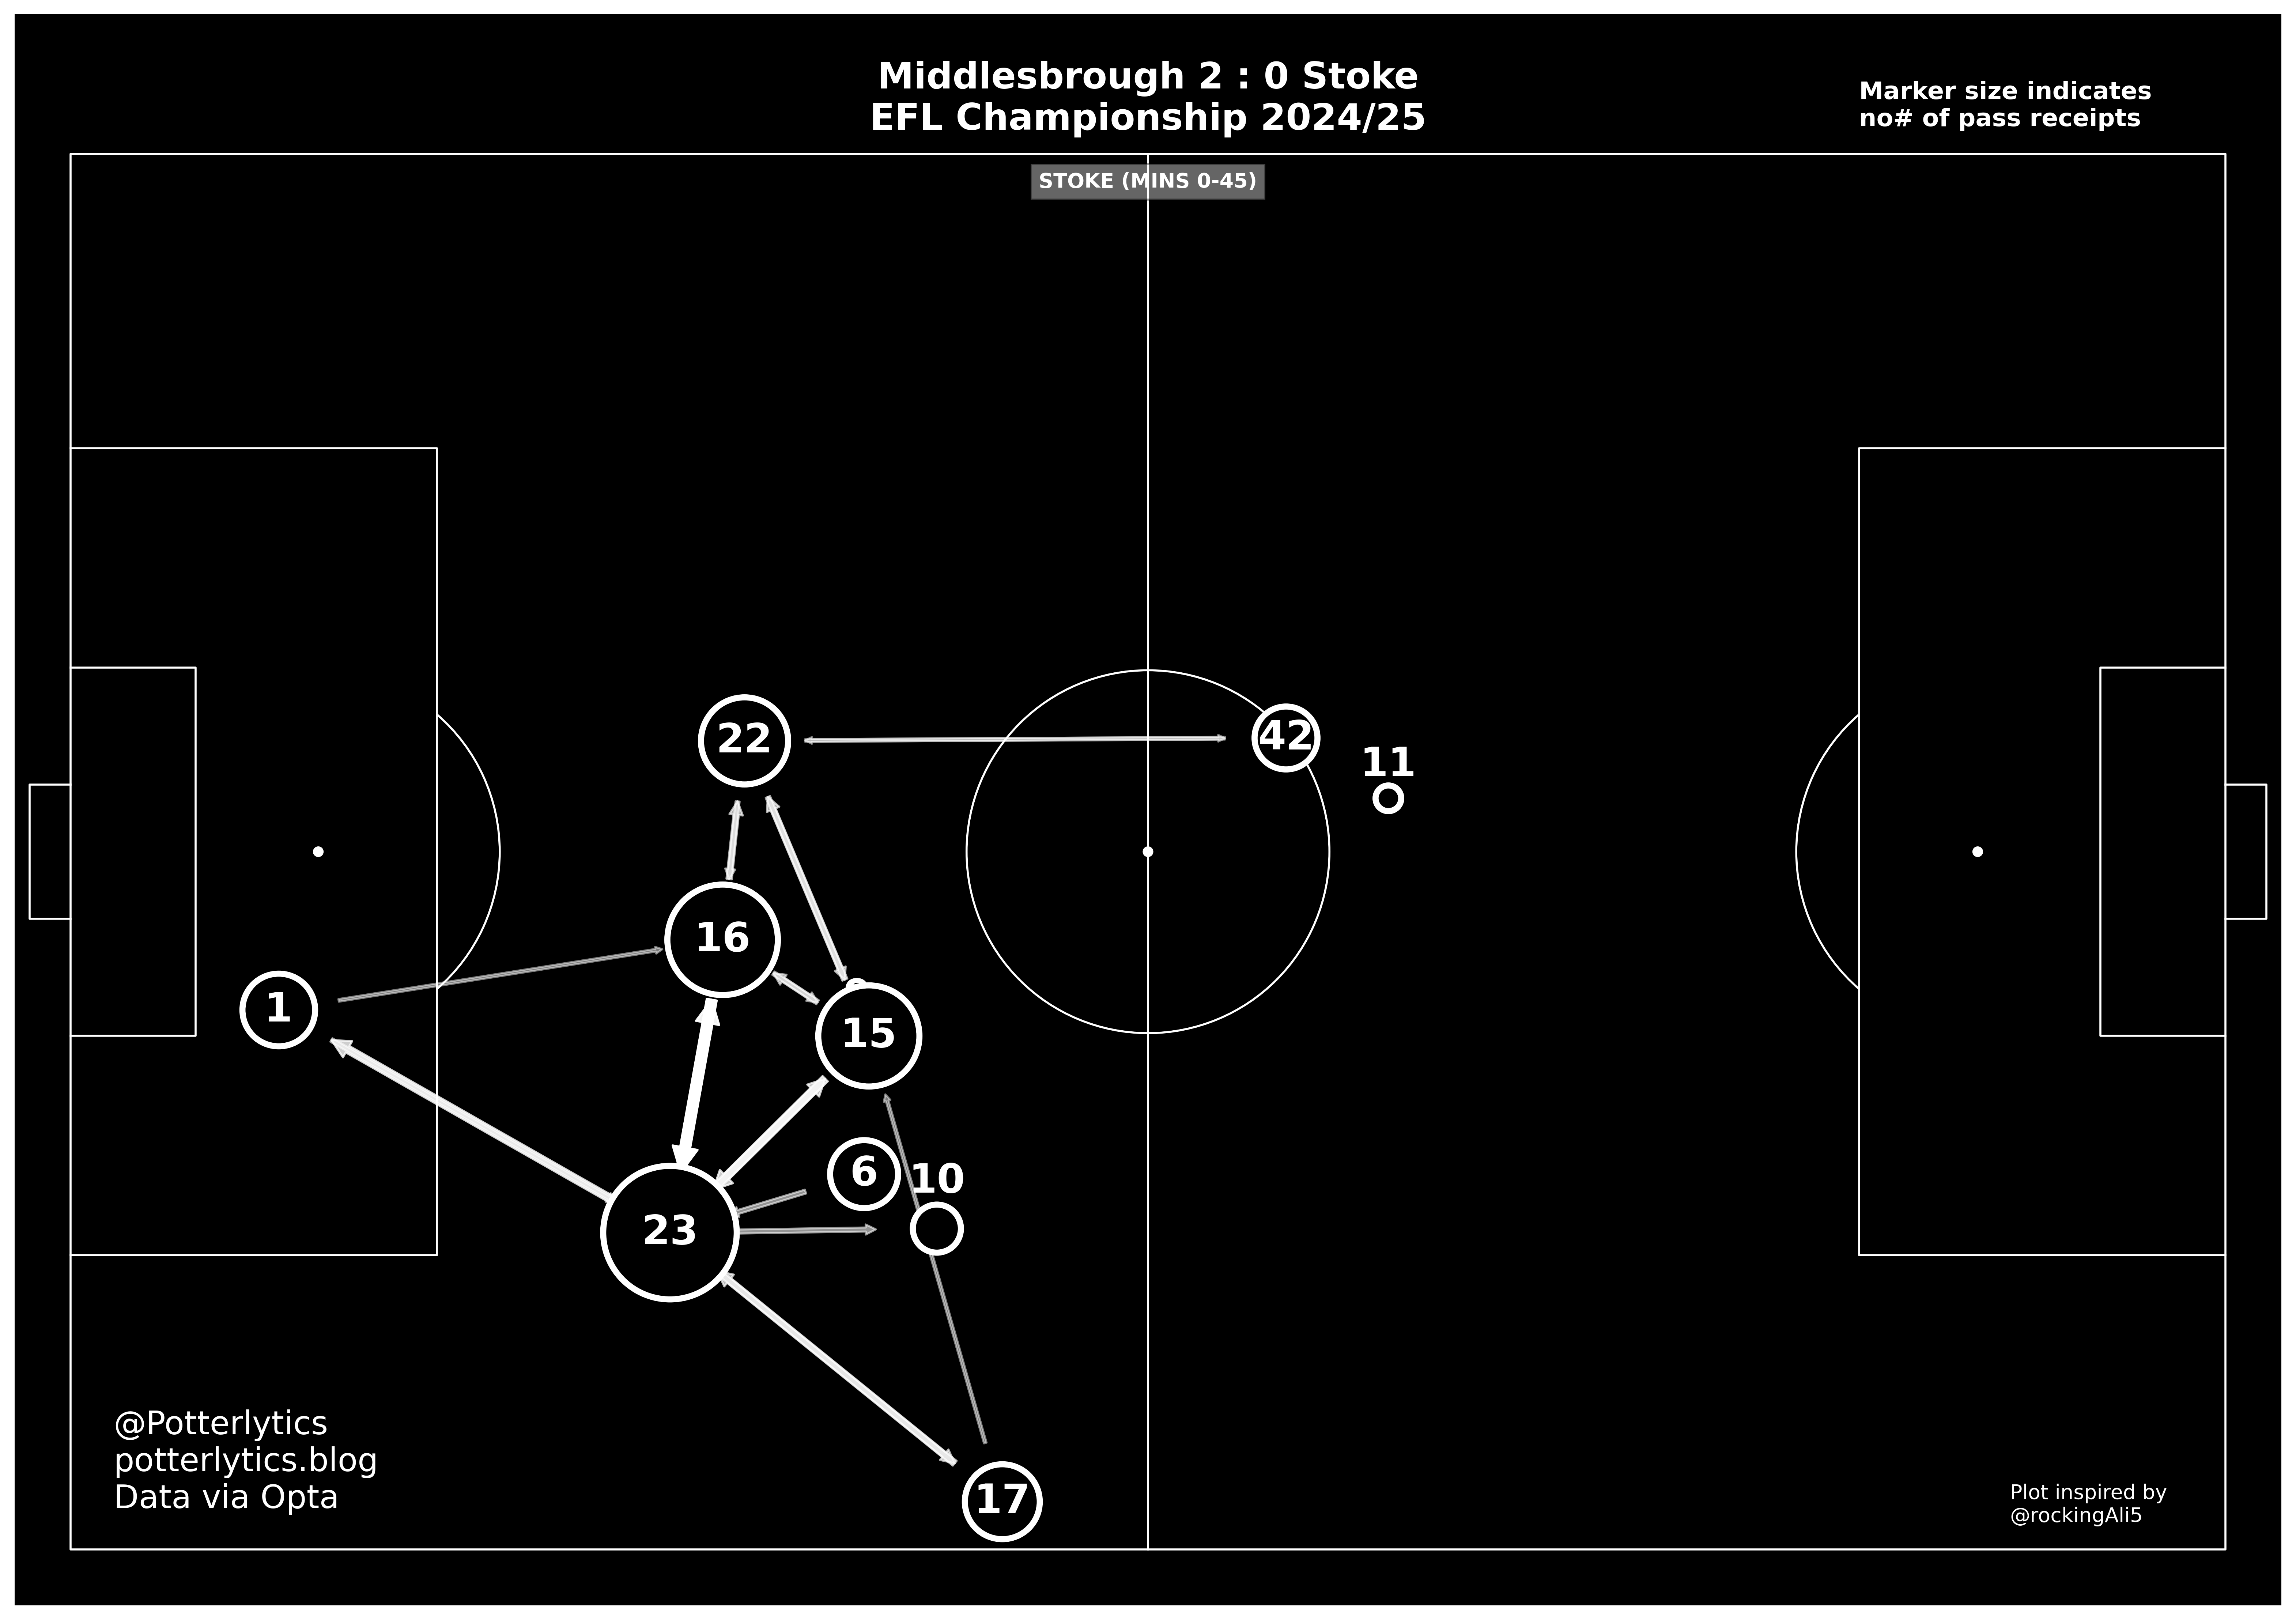 Middlesbrough 2 : 0 Stoke
EFL Championship 2024/25
Marker size indicates
no# of pass receipts
STOKE (MINS 0-45)
22
42
11
16
1
15
6
10
23
17
@Potterlytics
potterlytics.blog
Data via Opta
Plot inspired by
@rockingAli5